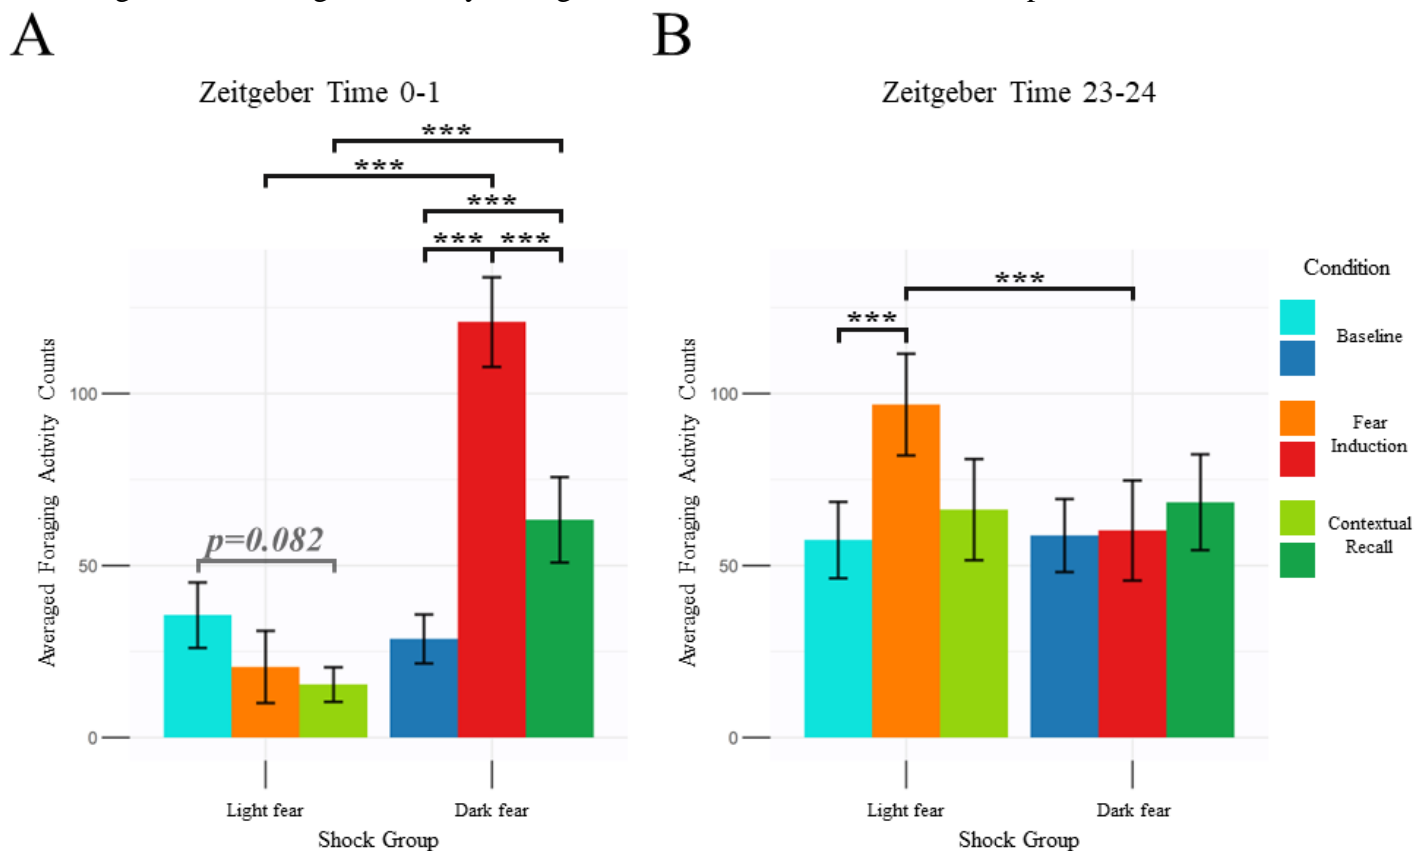 A
B
Zeitgeber Time 0-1
Zeitgeber Time 23-24
***
***
***
*** ***
p=0.082
***
***
Averaged Foraging Activity Counts
100
50
0
Light fear
Dark fear
Shock Group
Averaged Foraging Activity Counts
100
50
0
Light fear
Dark fear
Shock Group
Condition
Baseline
Fear
Induction
Contextual
Recall